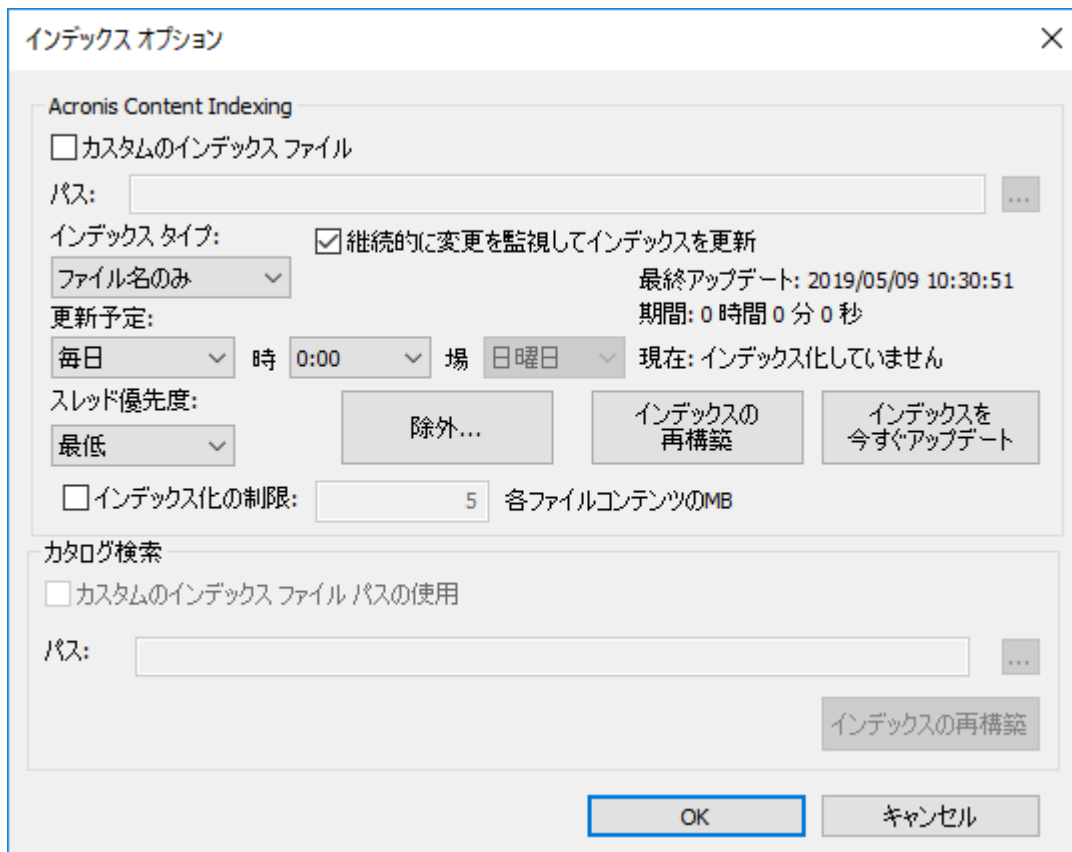 インデックス オプション
Acronis Content Indexing
カスタムのインデックス ファイル
パス:
...
インデックス タイプ:
継続的に変更を監視してインデックスを更新
ファイル名のみ
最終アップデート: 2019/05/09 10:30:51
更新予定:
期間: 0 時間 0 分 0 秒
毎日 時 0:00 場 日曜日 現在: インデックス化していません
スレッド優先度:
最低
除外...
インデックスの
再構築
インデックスを
今すぐアップデート
インデックス化の制限: 5 各ファイルコンテンツのMB
カタログ検索
カスタムのインデックス ファイル パスの使用
パス:
...
インデックスの再構築
OK キャンセル